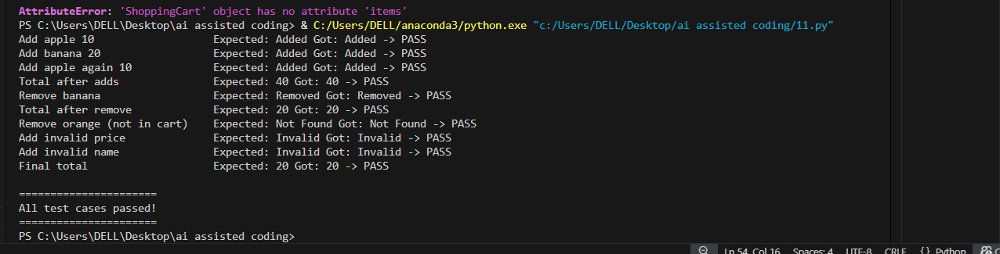 AttributeError: 'ShoppingCart' object has no attribute 'items'
PS C:\Users\DELL\Desktop\ai assisted coding> & C:/Users/DELL/anaconda3/python.exe "c:/Users/DELL/Desktop/ai assisted coding/11.py"
Add apple 10 Expected: Added Got: Added -> PASS
Add banana 20 Expected: Added Got: Added -> PASS
Add apple again 10 Expected: Added Got: Added -> PASS
Total after adds Expected: 40 Got: 40 -> PASS
Remove banana Expected: Removed Got: Removed -> PASS
Total after remove Expected: 20 Got: 20 -> PASS
Remove orange (not in cart) Expected: Not Found Got: Not Found -> PASS
Add invalid price Expected: Invalid Got: Invalid -> PASS
Add invalid name Expected: Invalid Got: Invalid -> PASS
Final total Expected: 20 Got: 20 -> PASS
======================
All test cases passed!
======================
PS C:\Users\DELL\Desktop\ai assisted coding>
Ln 54, Col 16 Spaces: 4 UTF-8 CRLF {} Python